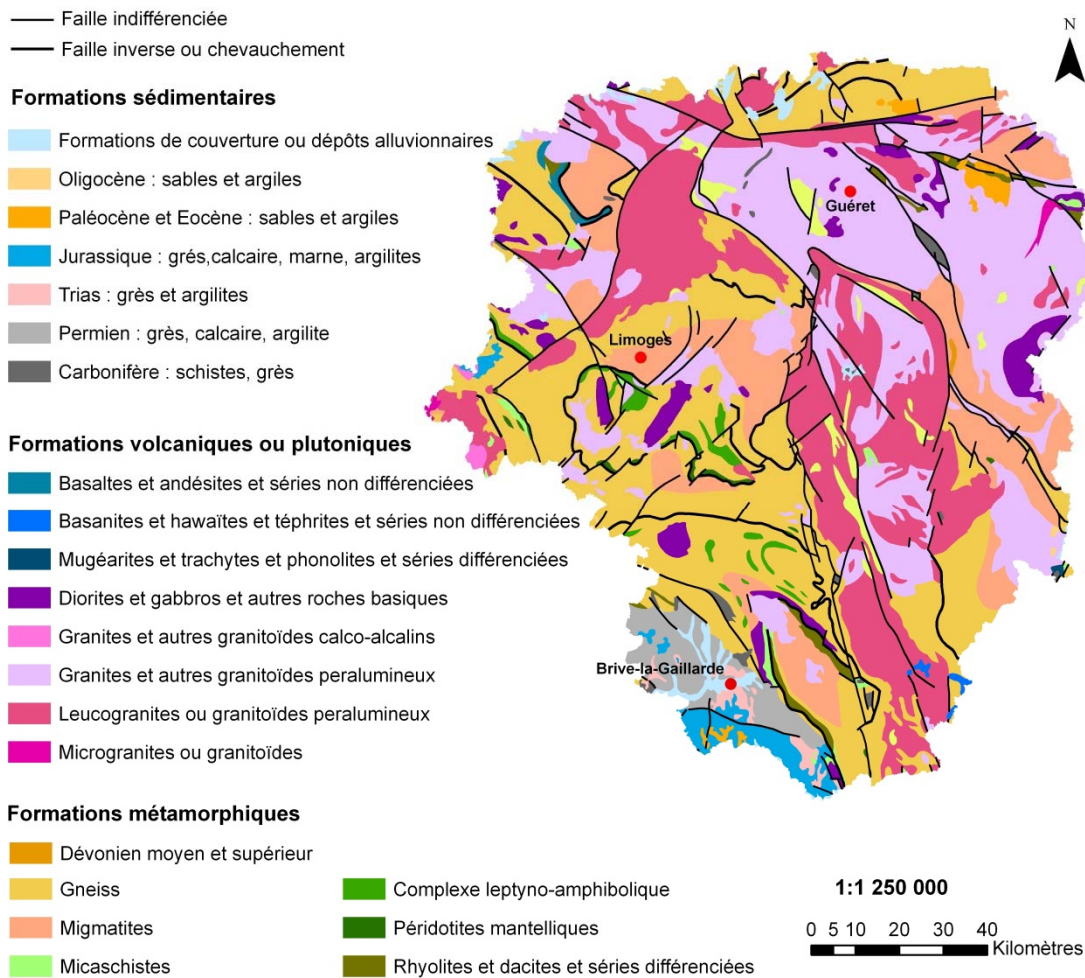 Faille indifférenciée
Faille inverse ou chevauchement
Formations sédimentaires
Formations de couverture ou dépôts alluvionnaires
Oligocène : sables et argiles
Paléocène et Eocène : sables et argiles
Jurassique : grés,calcaire, marne, argilites
Trias : grès et argilites
Permien : grès, calcaire, argilite
Carbonifère : schistes, grès
Formations volcaniques ou plutoniques
Basaltes et andésites et séries non différenciées
Basanites et hawaïtes et téphrites et séries non différenciées
Mugéarites et trachytes et phonolites et séries différenciées
Diorites et gabbros et autres roches basiques
Granites et autres granitoïdes calco-alcalins
Granites et autres granitoïdes peralumineux
Leucogranites ou granitoïdes peralumineux
Microgranites ou granitoïdes
Formations métamorphiques
Dévonien moyen et supérieur
Gneiss
Migmatites
Micaschistes
Complexe leptyno-amphibolique
Péridotites mantelliques
Rhyolites et dacites et séries différenciées
N
Guéret
Limoges
Brive-la-Gaillarde
1:1 250 000
0 5 10 20 30 40
Kilomètres